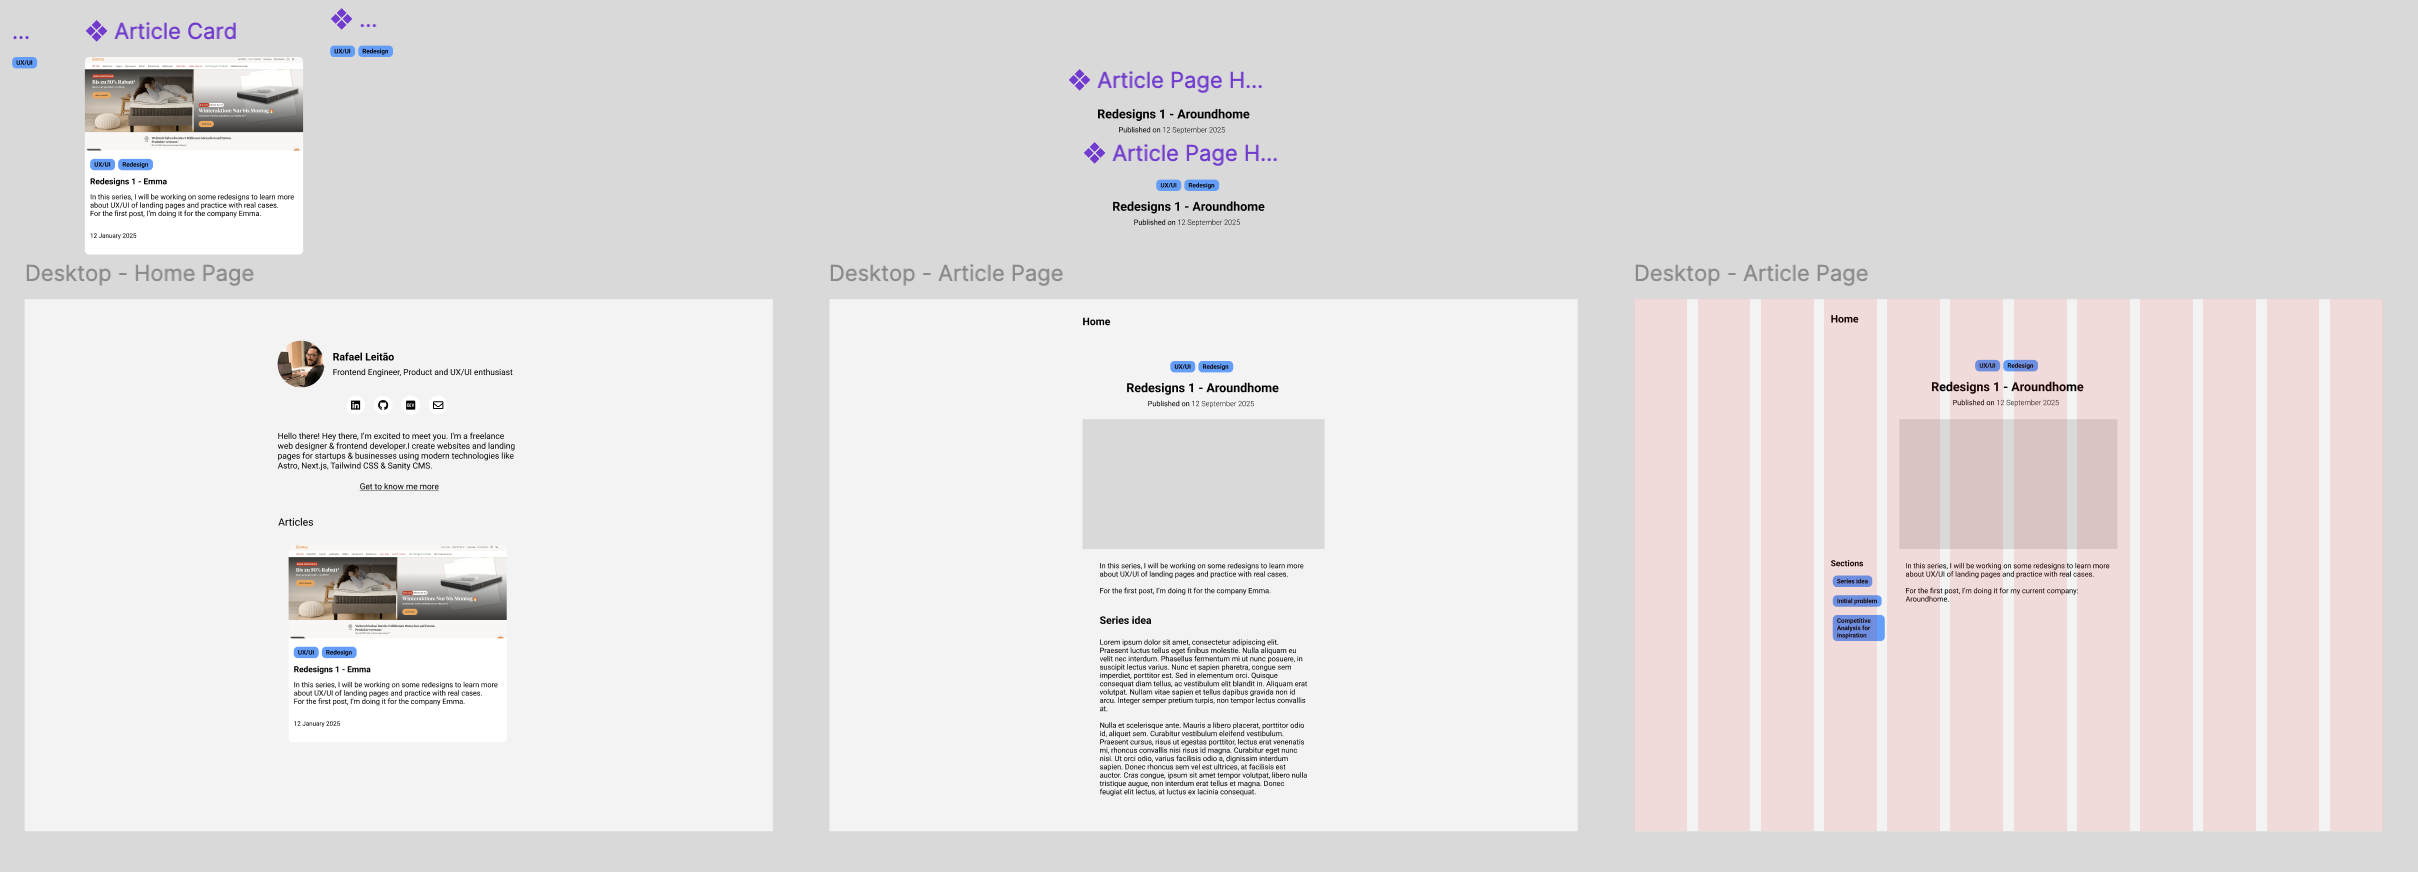 ...
UX/UI
Article Card
Bis zu 50% Rabatt*
Winteraktion: Nur bis Montag
UX/UI
Redesign
Redesigns 1 - Emma
In this series, I will be working on some redesigns to learn more
about UX/UI of landing pages and practice with real cases.
For the first post, I'm doing it for the company Emma.
12 January 2025
...
UX/UI
Redesign
Article Page H...
Redesigns 1 - Aroundhome
Published on 12 September 2025
Article Page H...
UX/UI
Redesign
Redesigns 1 - Aroundhome
Published on 12 September 2025
Desktop - Home Page
Rafael Leitão
Frontend Engineer, Product and UX/UI enthusiast
DEV
Hello there! Hey there, I'm excited to meet you. I'm a freelance
web designer & frontend developer.I create websites and landing
pages for startups & businesses using modern technologies like
Astro, Next.js, Tailwind CSS & Sanity CMS.
Get to know me more
Articles
Bis zu 50% Rabatt*
Winteraktion: Nur bis Montag
UX/UI
Redesign
Redesigns 1 - Emma
In this series, I will be working on some redesigns to learn more
about UX/UI of landing pages and practice with real cases.
For the first post, I'm doing it for the company Emma.
12 January 2025
Desktop - Article Page
Home
UX/UI
Redesign
Redesigns 1 - Aroundhome
Published on 12 September 2025
In this series, I will be working on some redesigns to learn more
about UX/UI of landing pages and practice with real cases.
For the first post, I'm doing it for the company Emma.
Series idea
Lorem ipsum dolor sit amet, consectetur adipiscing elit.
Praesent luctus tellus eget finibus molestie. Nulla aliquam eu
velit nec interdum. Phasellus fermentum mi ut nunc posuere, in
suscipit lectus varius. Nunc et sapien pharetra, congue sem
imperdiet, porttitor est. Sed in elementum orci. Quisque
consequat diam tellus, ac vestibulum elit blandit in. Aliquam erat
volutpat. Nullam vitae sapien et tellus dapibus gravida non id
arcu. Integer semper pretium turpis, non tempor lectus convallis
at.
Nulla et scelerisque ante. Mauris a libero placerat, porttitor odio
id, aliquet sem. Curabitur vestibulum eleifend vestibulum.
Praesent cursus, risus ut egestas porttitor, lectus erat venenatis
mi, rhoncus convallis nisi risus id magna. Curabitur eget nunc
nisi. Ut orci odio, varius facilisis odio a, dignissim interdum
sapien. Donec rhoncus sem vel est ultrices, at facilisis est
auctor. Cras congue, ipsum sit amet tempor volutpat, libero nulla
tristique augue, non interdum erat tellus et magna. Donec
feugiat elit lectus, at luctus ex lacinia consequat.
Desktop - Article Page
Home
UX/UI
Redesign
Redesigns 1 - Aroundhome
Published on 12 September 2025
Sections
Series idea
Initial problem
Competitive
Analysis for
inspiration
In this series, I will be working on some redesigns to learn more
about UX/UI of landing pages and practice with real cases.
For the first post, I'm doing it for my current company:
Aroundhome.